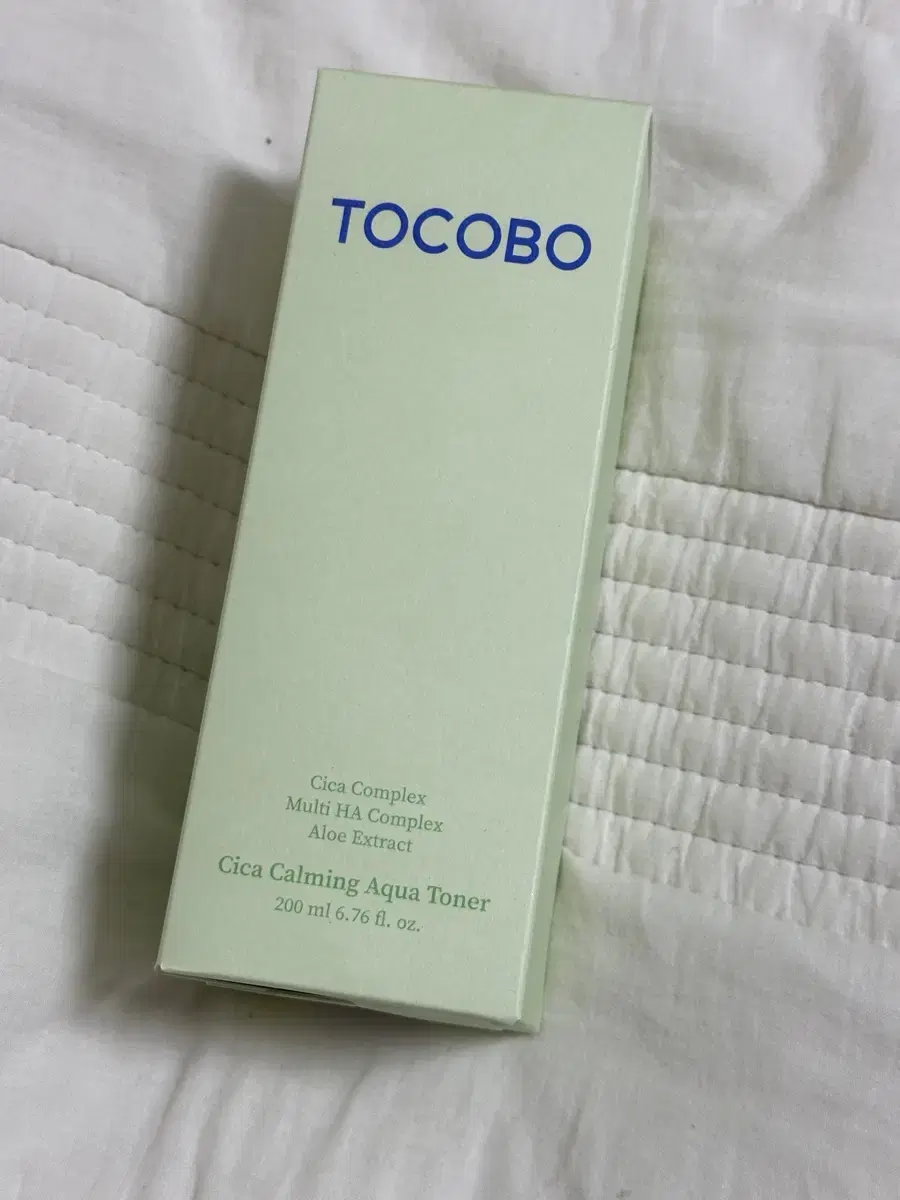 TOCOBO
Cica Complex
Multi HA Complex
Aloe Extract
Cica Calming Aqua Toner
200 ml 6.76 fl. oz.